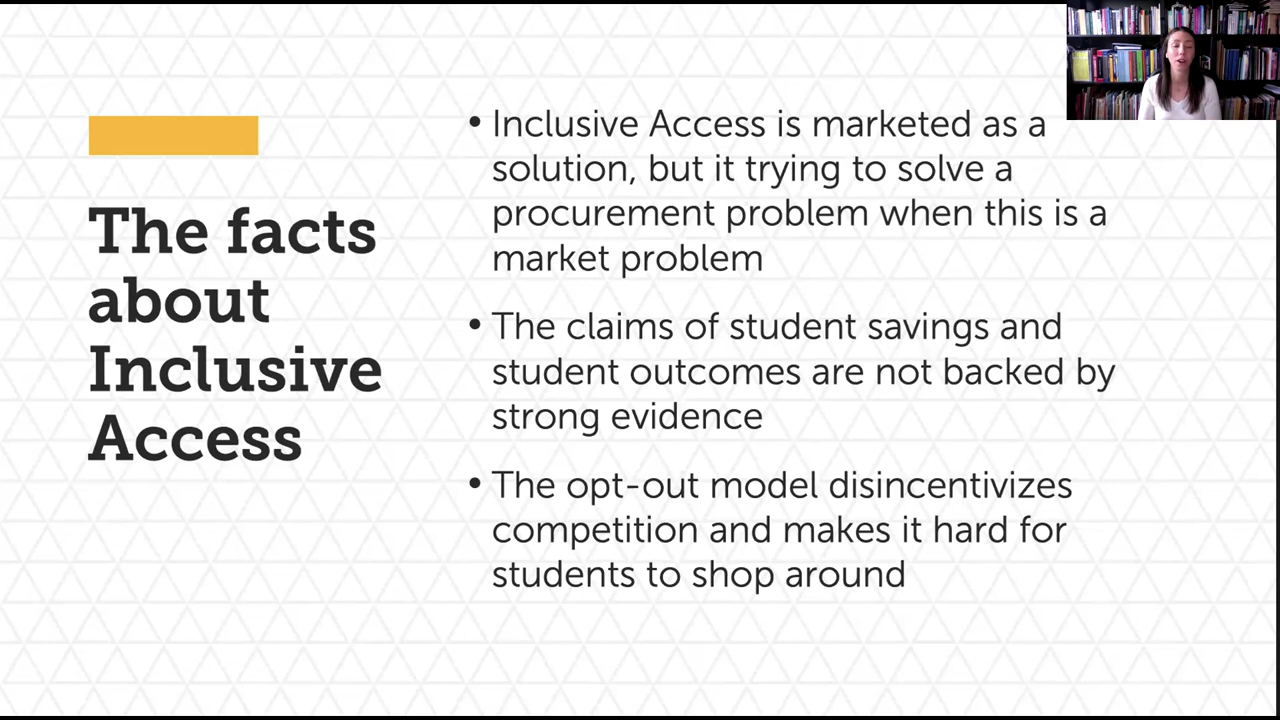 The facts
about
Inclusive
Access
• Inclusive Access is marketed as a
solution, but it trying to solve a
procurement problem when this is a
market problem
• The claims of student savings and
student outcomes are not backed by
strong evidence
• The opt-out model disincentivizes
competition and makes it hard for
students to shop around